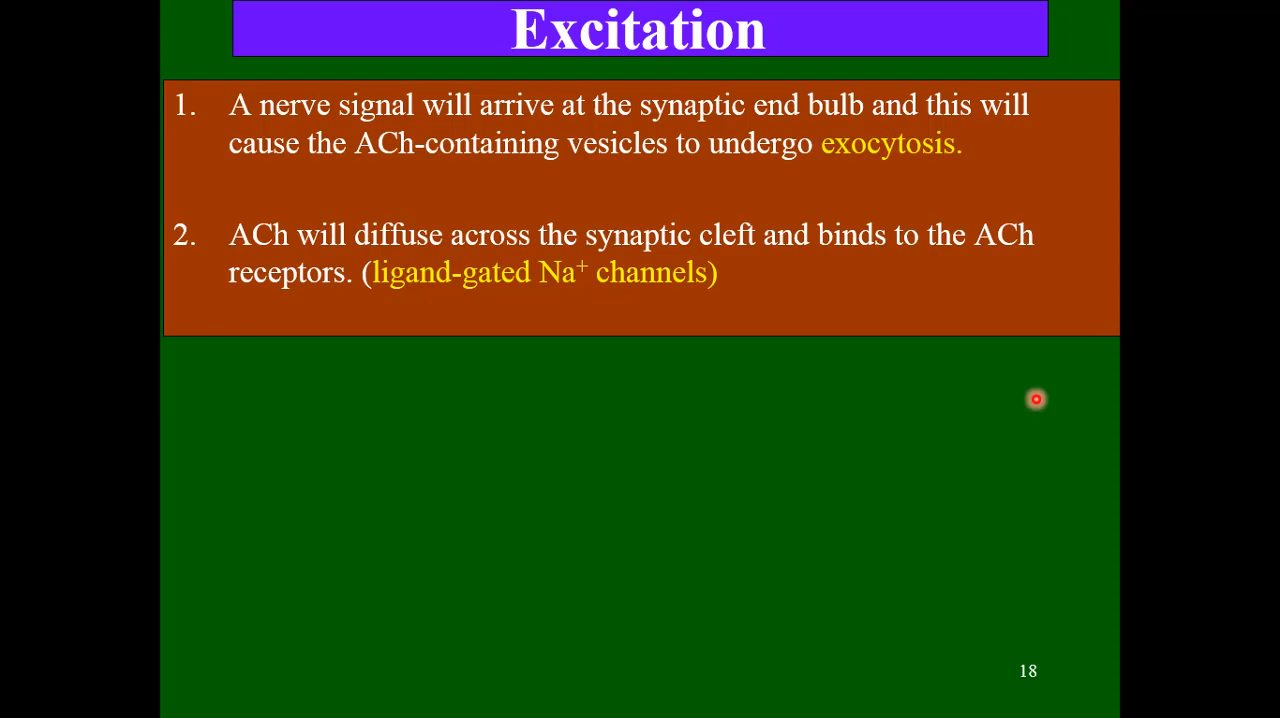 Excitation
1. A nerve signal will arrive at the synaptic end bulb and this will
cause the ACh-containing vesicles to undergo exocytosis.
2. ACh will diffuse across the synaptic cleft and binds to the ACh
receptors. (ligand-gated Na⁺ channels)
18